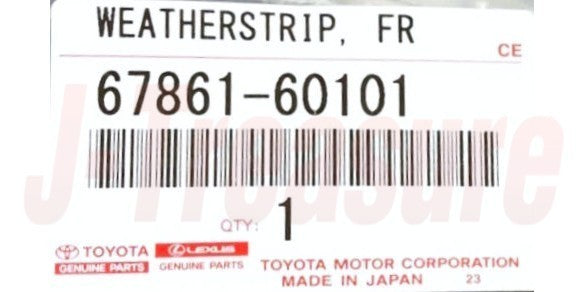 WEATHERSTRIP, FR
CE
67861-60101
J-Treasure
QTY: 1
TOYOTA LEXUS
GENUINE PARTS GENUINE PARTS
TOYOTA MOTOR CORPORATION
MADE IN JAPAN 23